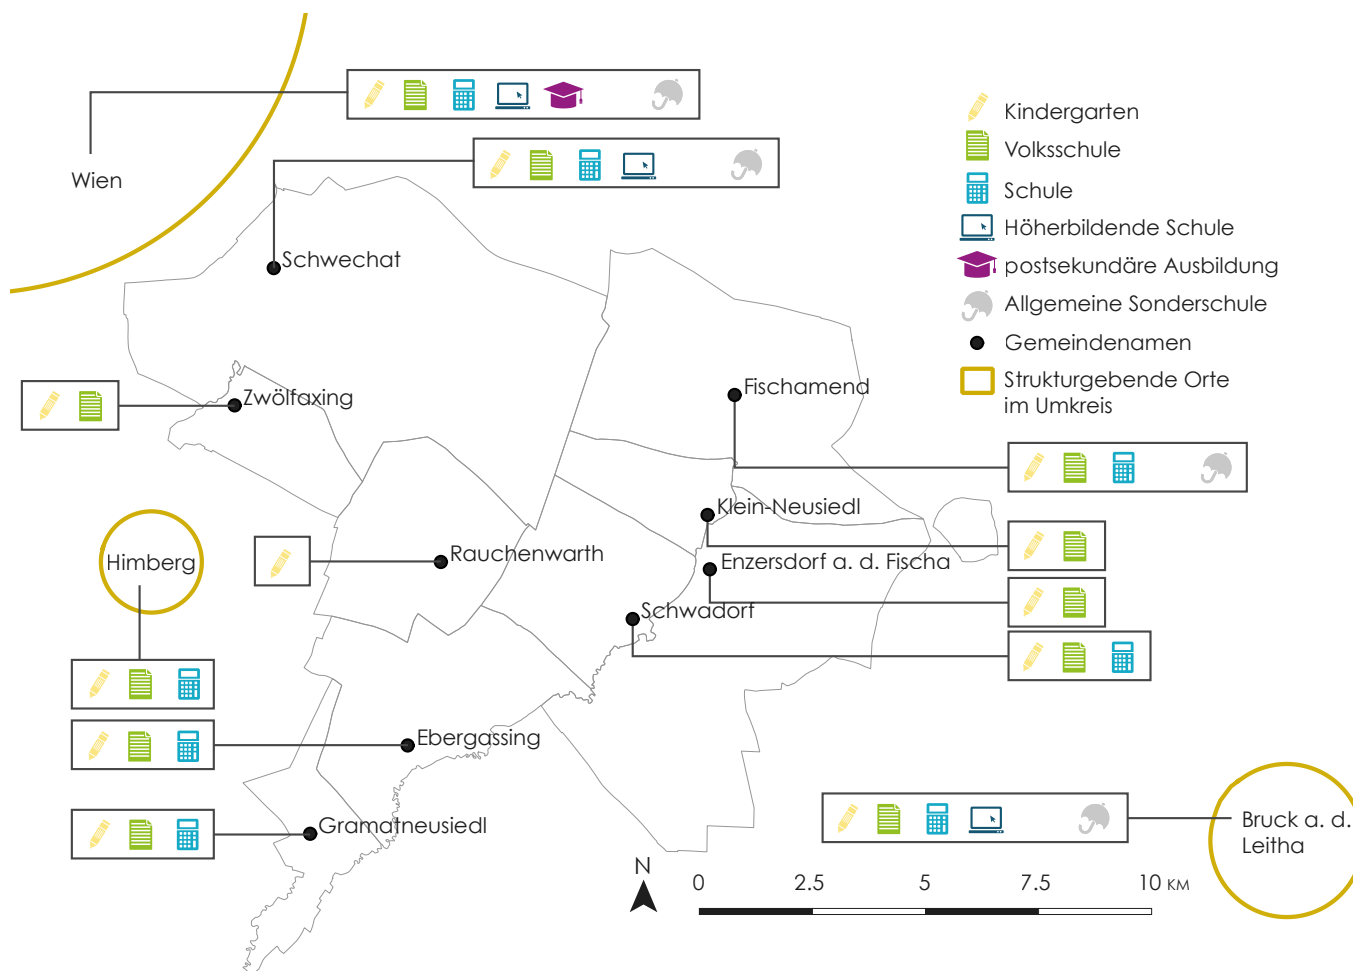 Wien
Schwechat
Zwölfaxing
Fischamend
Klein-Neusiedl
Himberg
Rauchenwarth
Enzersdorf a. d. Fischa
Schwadorf
Ebergassing
Gramatneusiedl
Bruck a. d.
Leitha
Kindergarten
Volksschule
Schule
Höherbildende Schule
postsekundäre Ausbildung
Allgemeine Sonderschule
Gemeindenamen
Strukturgebende Orte
im Umkreis
N
0 2.5 5 7.5 10 KM